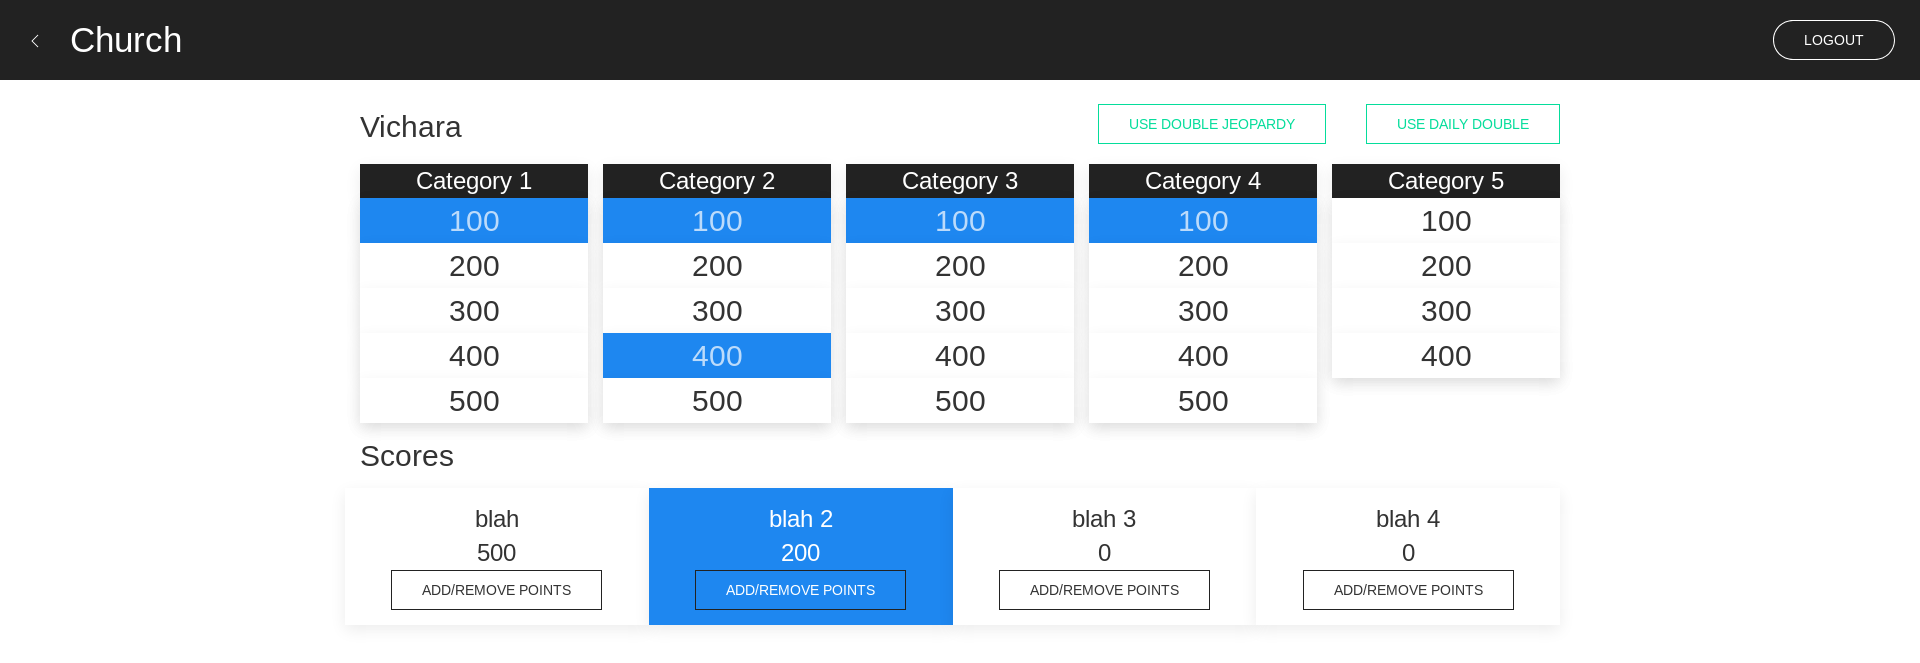 Church
LOGOUT
Vichara
USE DOUBLE JEOPARDY
USE DAILY DOUBLE
Category 1 Category 2 Category 3 Category 4 Category 5
100 100 100 100 100
200 200 200 200 200
300 300 300 300 300
400 400 400 400 400
500 500 500 500
Scores
blah blah 2 blah 3 blah 4
500 200 0 0
ADD/REMOVE POINTS ADD/REMOVE POINTS ADD/REMOVE POINTS ADD/REMOVE POINTS